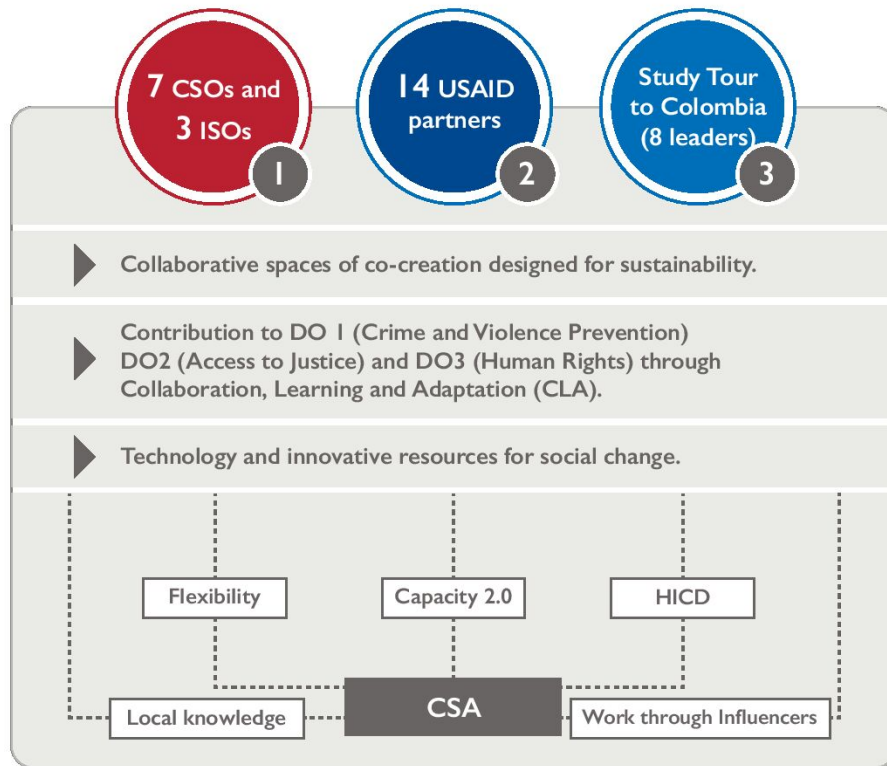 7 CSOs and
3 ISOs
1
14 USAID
partners
2
Study Tour
to Colombia
(8 leaders)
3
Collaborative spaces of co-creation designed for sustainability.
Contribution to DO 1 (Crime and Violence Prevention)
DO2 (Access to Justice) and DO3 (Human Rights) through
Collaboration, Learning and Adaptation (CLA).
Technology and innovative resources for social change.
Flexibility
Capacity 2.0
HICD
Local knowledge
CSA
Work through Influencers